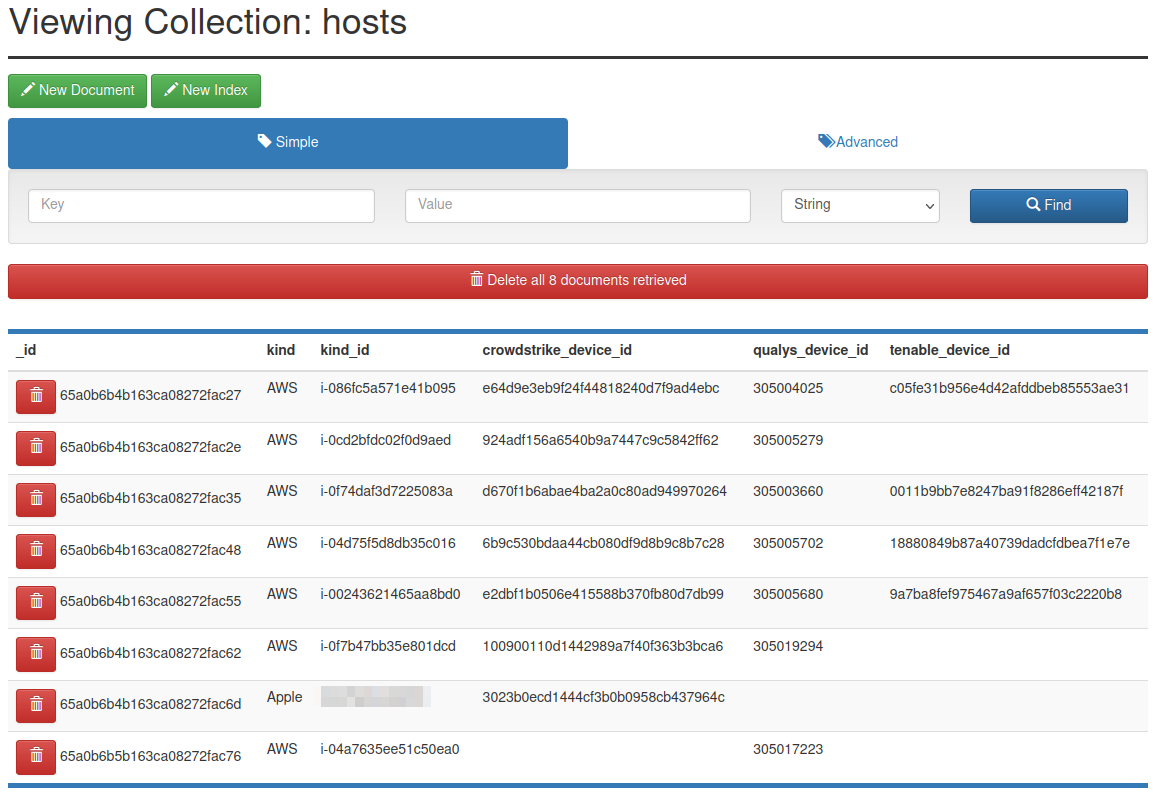 Viewing Collection: hosts
New Document New Index
Simple Advanced
Key Value String Find
Delete all 8 documents retrieved
_id kind kind_id crowdstrike_device_id qualys_device_id tenable_device_id
65a0b6b4b163ca08272fac27 AWS i-086fc5a571e41b095 e64d9e3eb9f24f44818240d7f9ad4ebc 305004025 c05fe31b956e4d42afddbeb85553ae31
65a0b6b4b163ca08272fac2e AWS i-0cd2bfdc02f0d9aed 924adf156a6540b9a7447c9c5842ff62 305005279
65a0b6b4b163ca08272fac35 AWS i-0f74daf3d7225083a d670f1b6abae4ba2a0c80ad949970264 305003660 0011b9bb7e8247ba91f8286eff42187f
65a0b6b4b163ca08272fac48 AWS i-04d75f5d8db35c016 6b9c530bdaa44cb080df9d8b9c8b7c28 305005702 18880849b87a40739dadcfdbea7f1e7e
65a0b6b4b163ca08272fac55 AWS i-00243621465aa8bd0 e2dbf1b0506e415588b370fb80d7db99 305005680 9a7ba8fef975467a9af657f03c2220b8
65a0b6b4b163ca08272fac62 AWS i-0f7b47bb35e801dcd 100900110d1442989a7f40f363b3bca6 305019294
65a0b6b4b163ca08272fac6d Apple 3023b0ecd1444cf3b0b0958cb437964c
65a0b6b5b163ca08272fac76 AWS i-04a7635ee51c50ea0 305017223